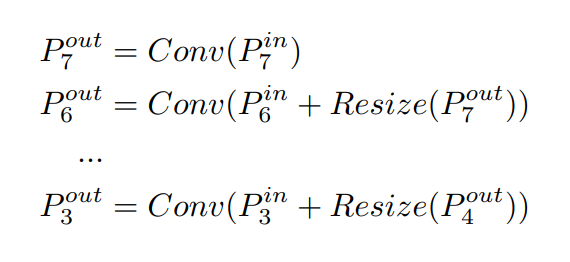 $P_7^{out} = Conv(P_7^{in})$
$P_6^{out} = Conv(P_6^{in} + Resize(P_7^{out}))$
...
$P_3^{out} = Conv(P_3^{in} + Resize(P_4^{out}))$